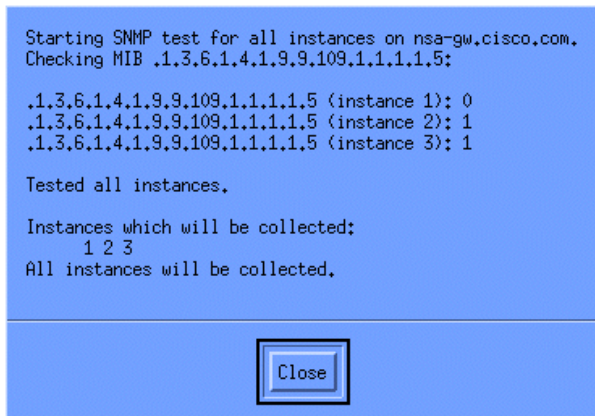 Starting SNMP test for all instances on nsa-gw.cisco.com.
Checking MIB .1.3.6.1.4.1.9.9.109.1.1.1.1.5:
.1.3.6.1.4.1.9.9.109.1.1.1.1.5 (instance 1): 0
.1.3.6.1.4.1.9.9.109.1.1.1.1.5 (instance 2): 1
.1.3.6.1.4.1.9.9.109.1.1.1.1.5 (instance 3): 1
Tested all instances.
Instances which will be collected:
1 2 3
All instances will be collected.
Close